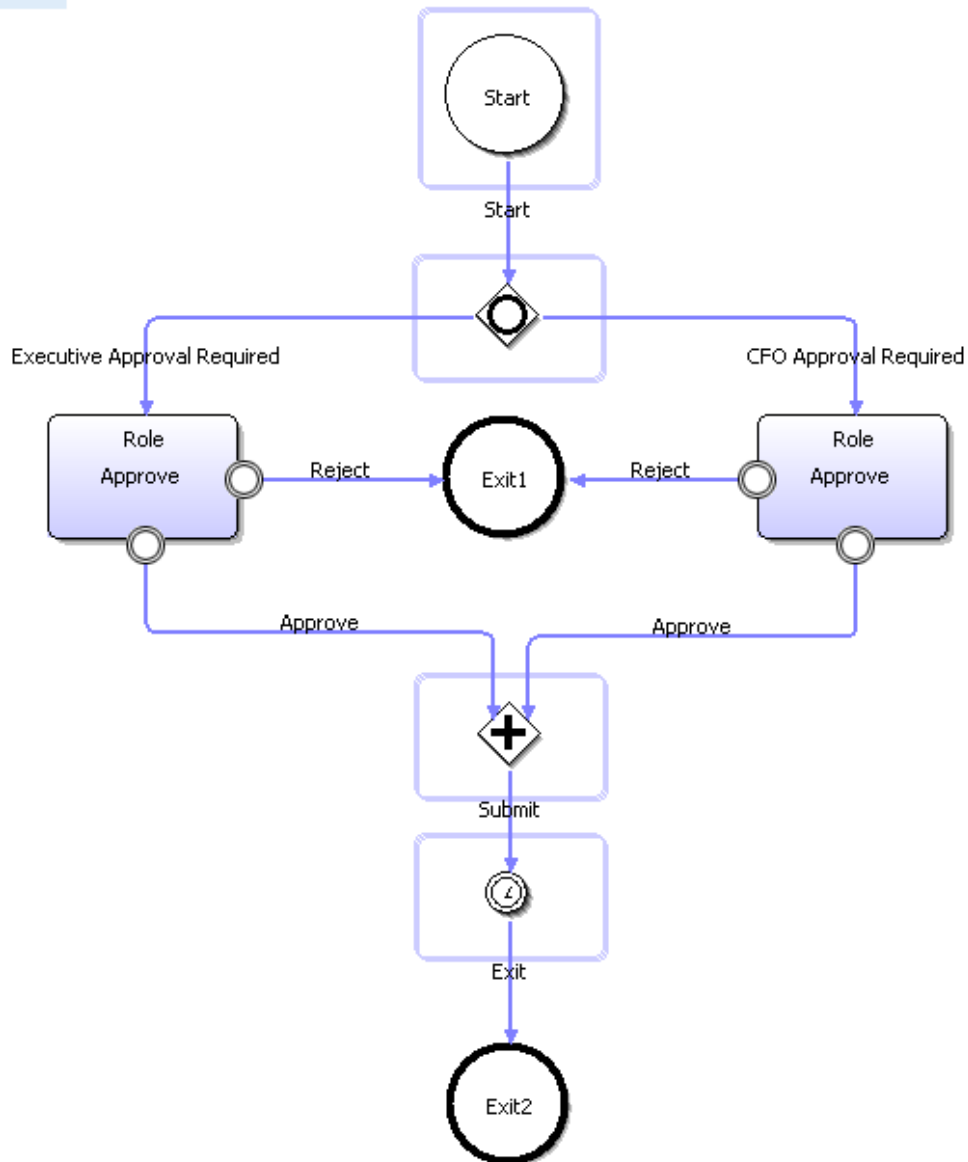 Start
Start
Executive Approval Required
CFO Approval Required
Role
Approve
Reject
Exit1
Reject
Role
Approve
Approve
Approve
Submit
Exit
Exit2